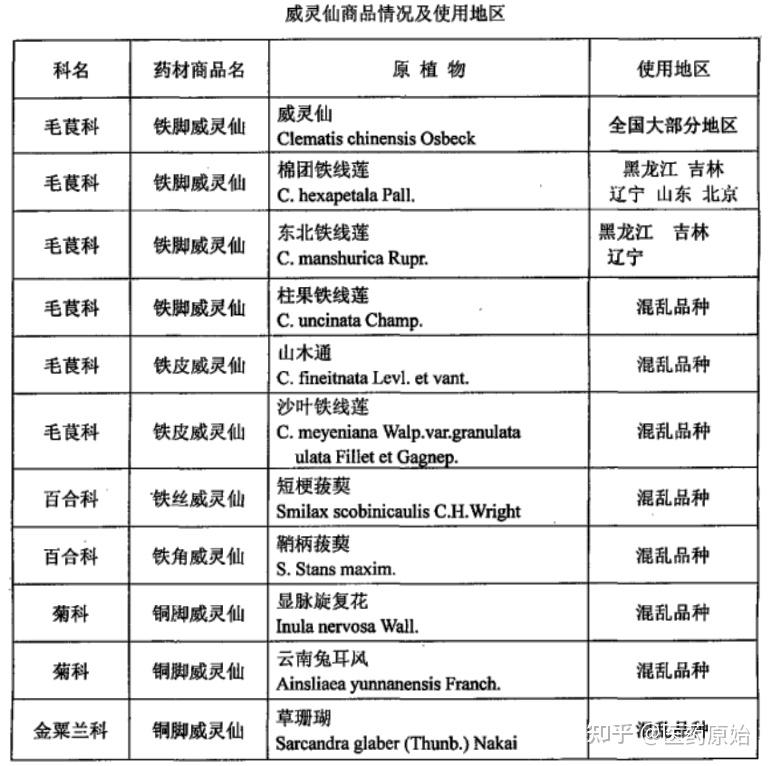 威灵仙商品情况及使用地区
科名 药材商品名 原植物 使用地区
毛莨科 铁脚威灵仙 威灵仙 全国大部分地区
Clematis chinensis Osbeck
毛莨科 铁脚威灵仙 棉团铁线莲 黑龙江 吉林
C. hexapetala Pall. 辽宁 山东 北京
毛莨科 铁脚威灵仙 东北铁线莲 黑龙江 吉林
C. manshurica Rupr. 辽宁
毛莨科 铁脚威灵仙 柱果铁线莲 混乱品种
C. uncinata Champ.
毛莨科 铁皮威灵仙 山木通 混乱品种
C. fineitnata Levl. et vant.
毛莨科 铁皮威灵仙 沙叶铁线莲 混乱品种
C. meyeniana Walp.var.granulata
ulata Fillet et Gagnep.
百合科 铁丝威灵仙 短梗菝葜 混乱品种
Smilax scobinicaulis C.H.Wright
百合科 铁角威灵仙 鞘柄菝葜 混乱品种
S. Stans maxim.
菊科 铜脚威灵仙 显脉旋复花 混乱品种
Inula nervosa Wall.
菊科 铜脚威灵仙 云南兔耳风 混乱品种
Ainsliaea yunnanensis Franch.
金粟兰科 铜脚威灵仙 草珊瑚 混乱品种
Sarcandra glaber (Thunb.) Nakai
知乎 @医药原始